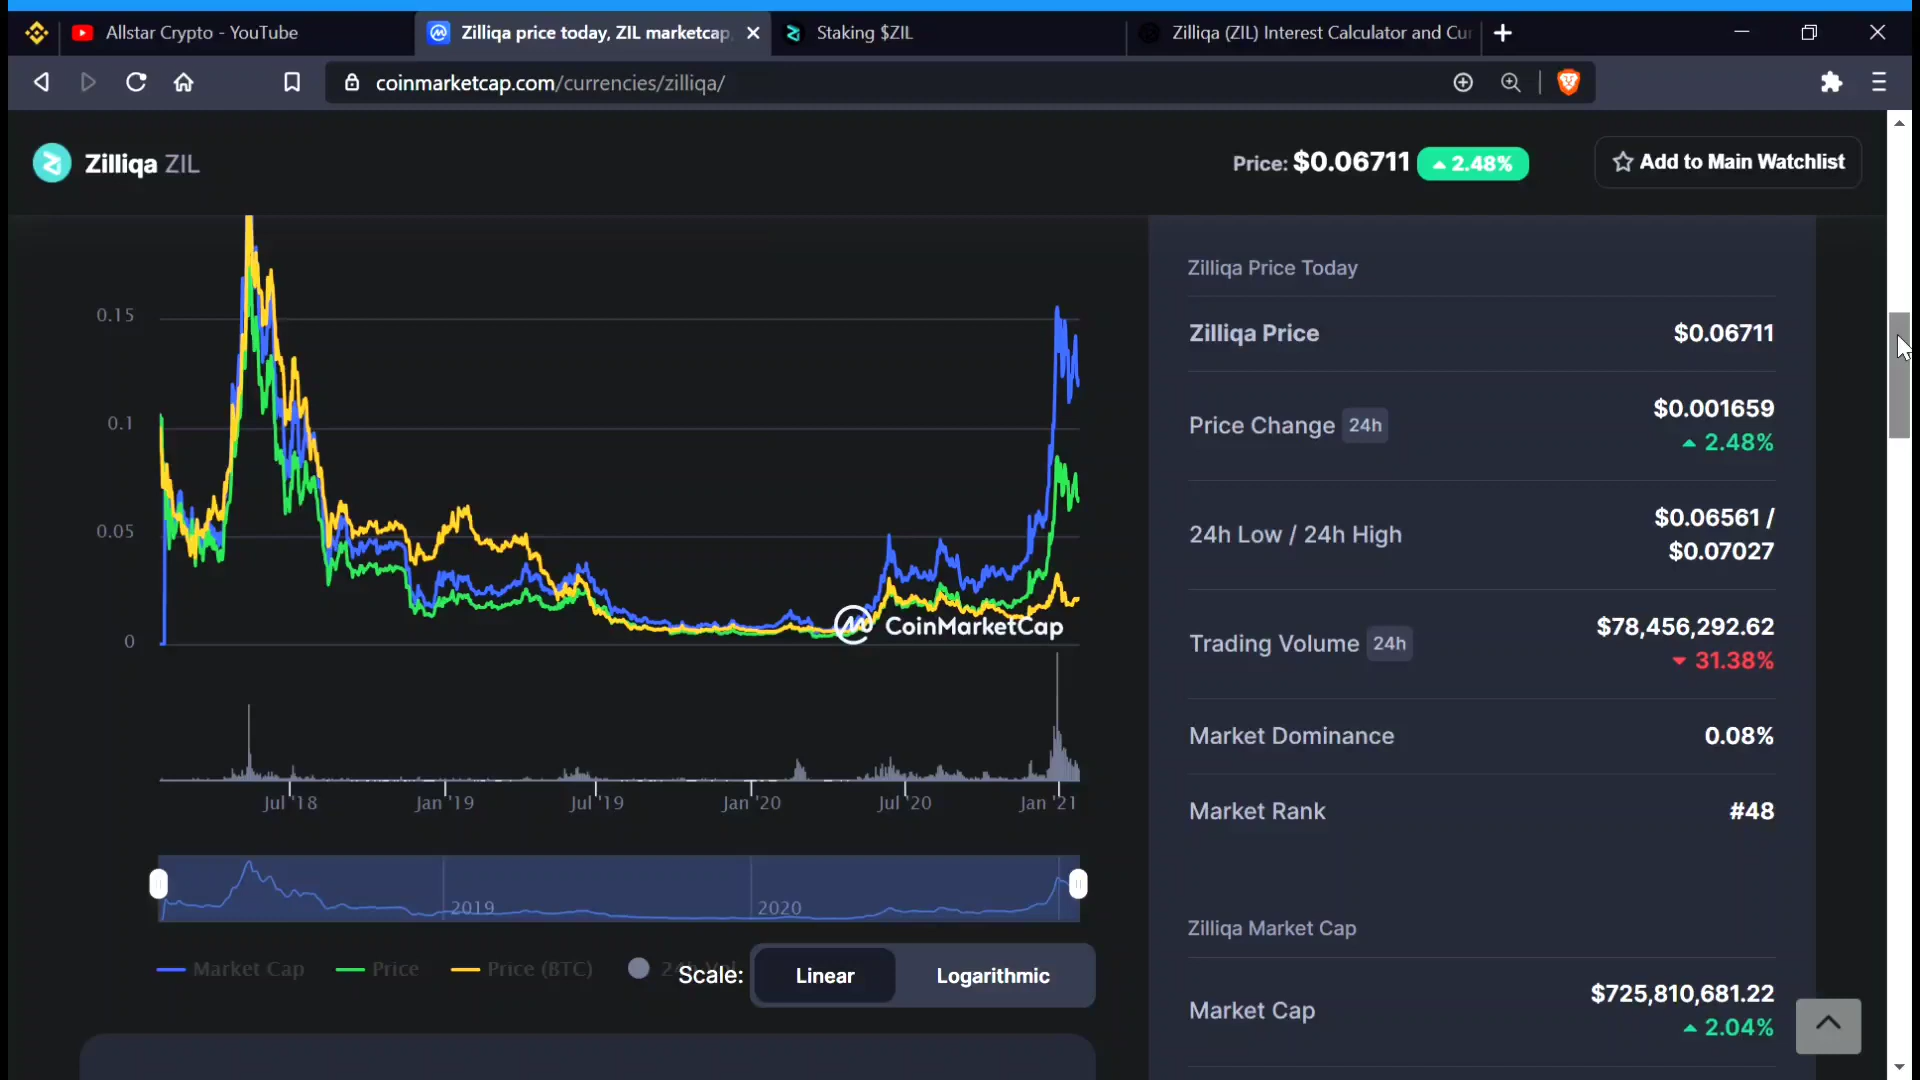 Allstar Crypto - YouTube
Zilliqa price today, ZIL marketcap,
Staking $ZIL
Zilliqa (ZIL) Interest Calculator and Cur
coinmarketcap.com/currencies/zilliqa/
Zilliqa ZIL
Price: $0.06711 2.48%
Add to Main Watchlist
0.15
0.1
0.05
0
CoinMarketCap
Jul '18
Jan '19
Jul '19
Jan '20
Jul '20
Jan '21
2019
2020
Market Cap
Price
Price (BTC)
24h Vol
Scale:
Linear
Logarithmic
Zilliqa Price Today
Zilliqa Price
$0.06711
Price Change 24h
$0.001659
2.48%
24h Low / 24h High
$0.06561 /
$0.07027
Trading Volume 24h
$78,456,292.62
31.38%
Market Dominance
0.08%
Market Rank
#48
Zilliqa Market Cap
Market Cap
$725,810,681.22
2.04%